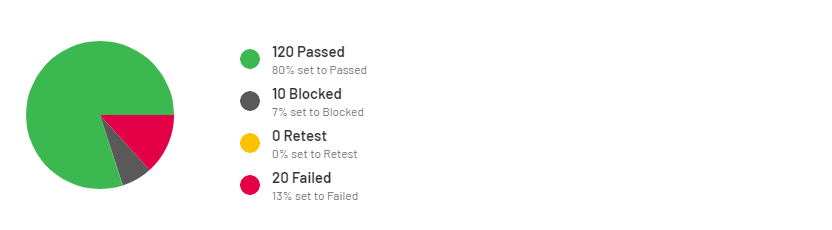 120 Passed
80% set to Passed
10 Blocked
7% set to Blocked
0 Retest
0% set to Retest
20 Failed
13% set to Failed